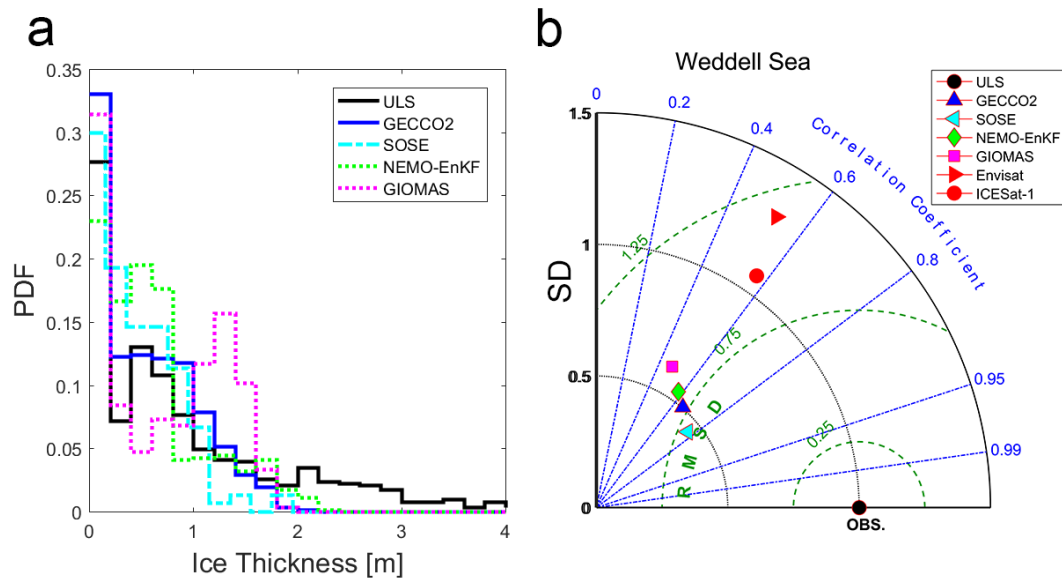 a
0.35
0.3
0.25
0.2
0.15
0.1
0.05
0
PDF
0
1
2
3
4
Ice Thickness [m]
ULS
GECCO2
SOSE
NEMO-EnKF
GIOMAS
b
Weddell Sea
ULS
GECCO2
SOSE
NEMO-EnKF
GIOMAS
Envisat
ICESat-1
1.5
1
0.5
0
SD
0
0.2
0.4
0.6
0.8
0.95
0.99
Correlation Coefficient
1.25
0.75
0.25
RMSD
OBS.